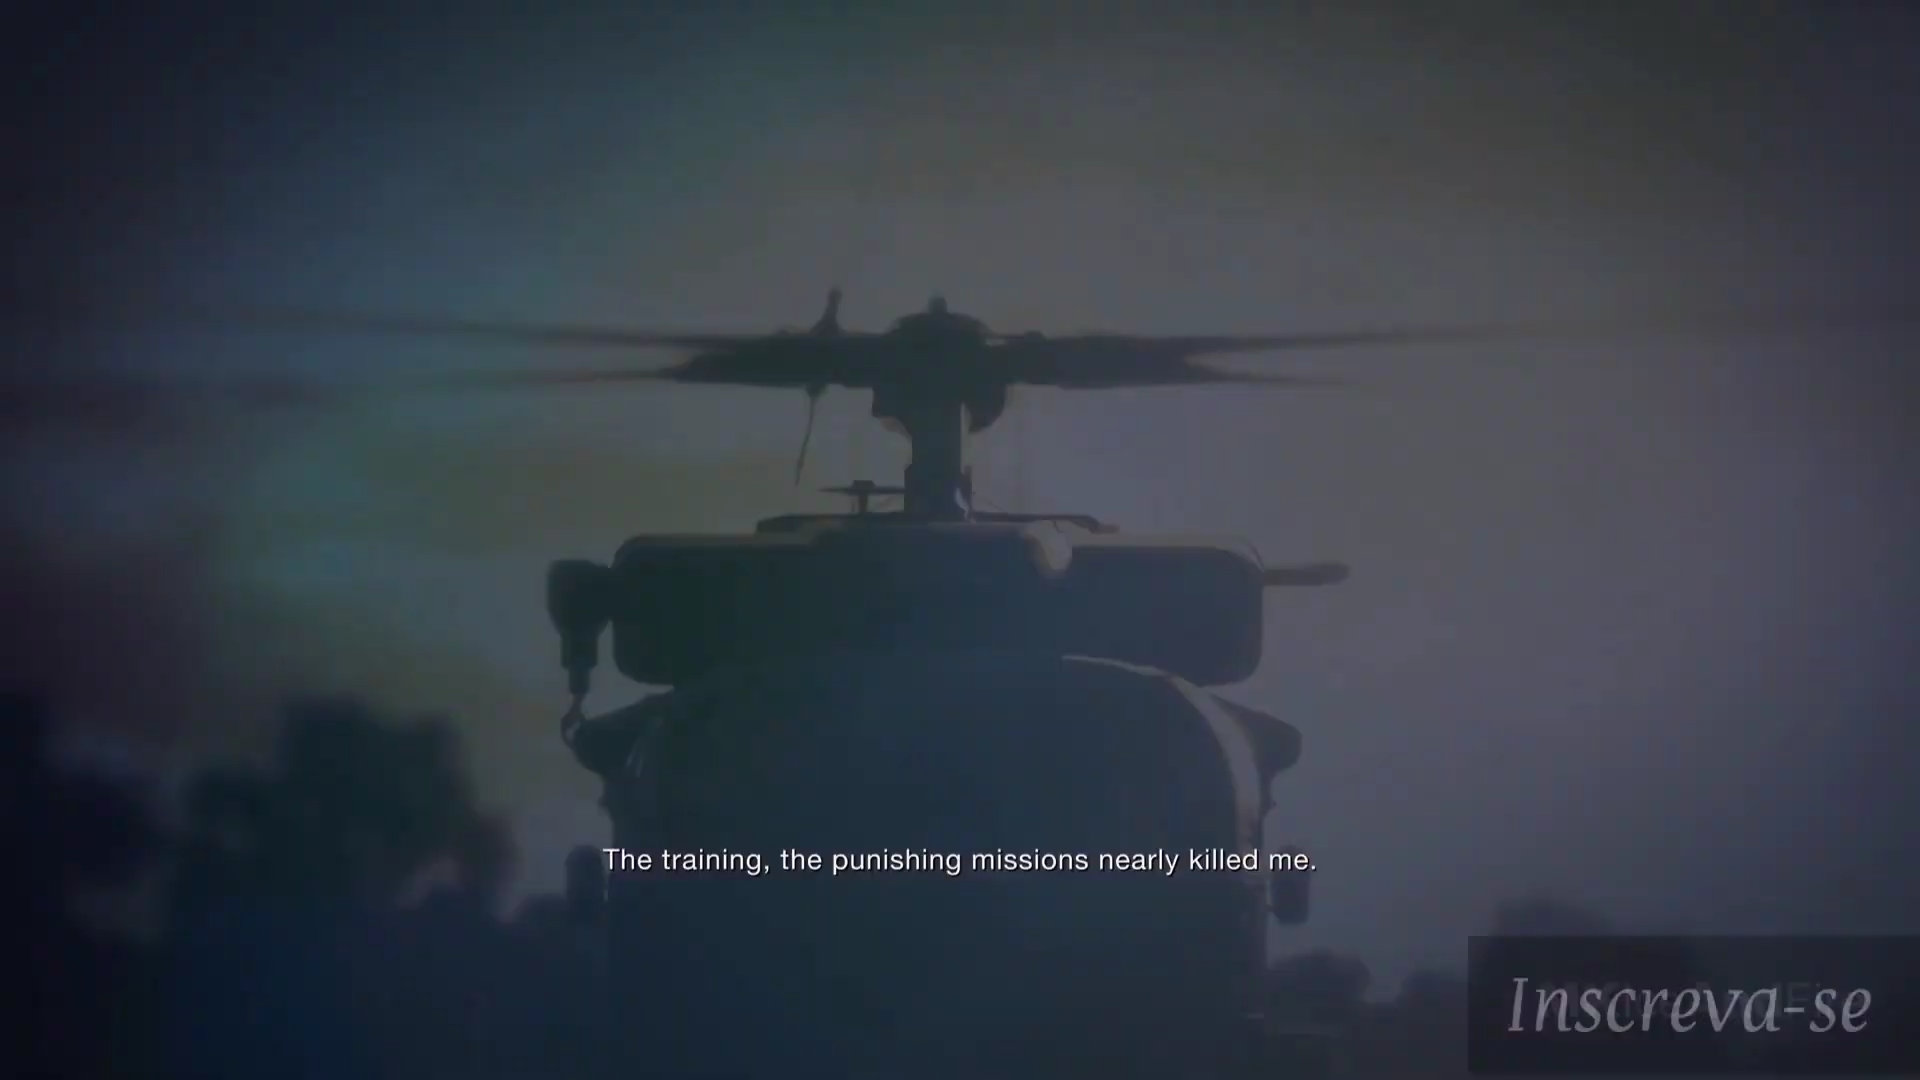 The training, the punishing missions nearly killed me.
Inscreva-se